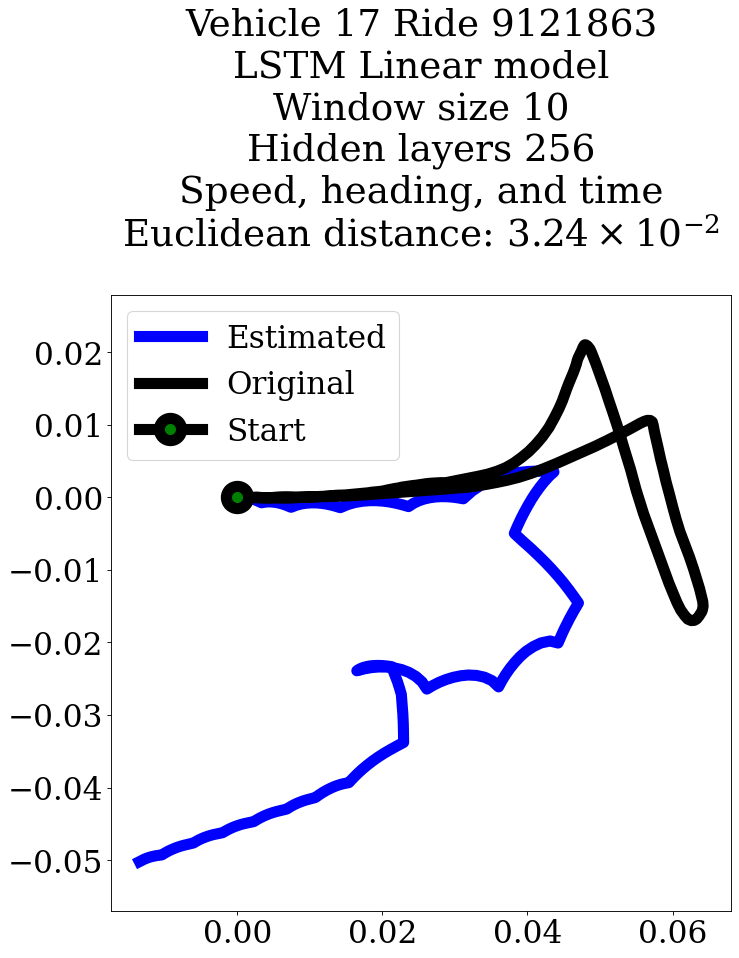 Vehicle 17 Ride 9121863
LSTM Linear model
Window size 10
Hidden layers 256
Speed, heading, and time
Euclidean distance: 3.24 × 10⁻²
Estimated
Original
Start
0.02
0.01
0.00
−0.01
−0.02
−0.03
−0.04
−0.05
0.00 0.02 0.04 0.06